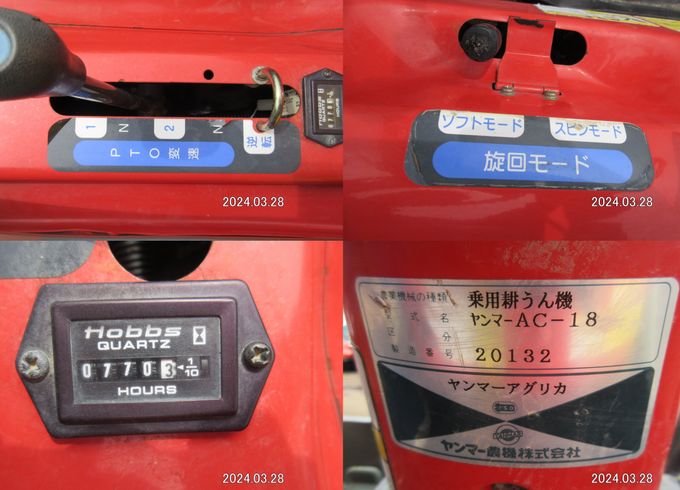 1
N
2
N
逆転
PTO変速
HOURS
2024.03.28
ソフトモード
スピンモード
旋回モード
2024.03.28
Hobbs
QUARTZ
0770 3 1/10
HOURS
2024.03.28
農業機械の種類 乗用耕うん機
型式名 ヤンマーAC-18
区分
製造番号 20132
ヤンマーアグリカ
ヤンマー農機株式会社
2024.03.28